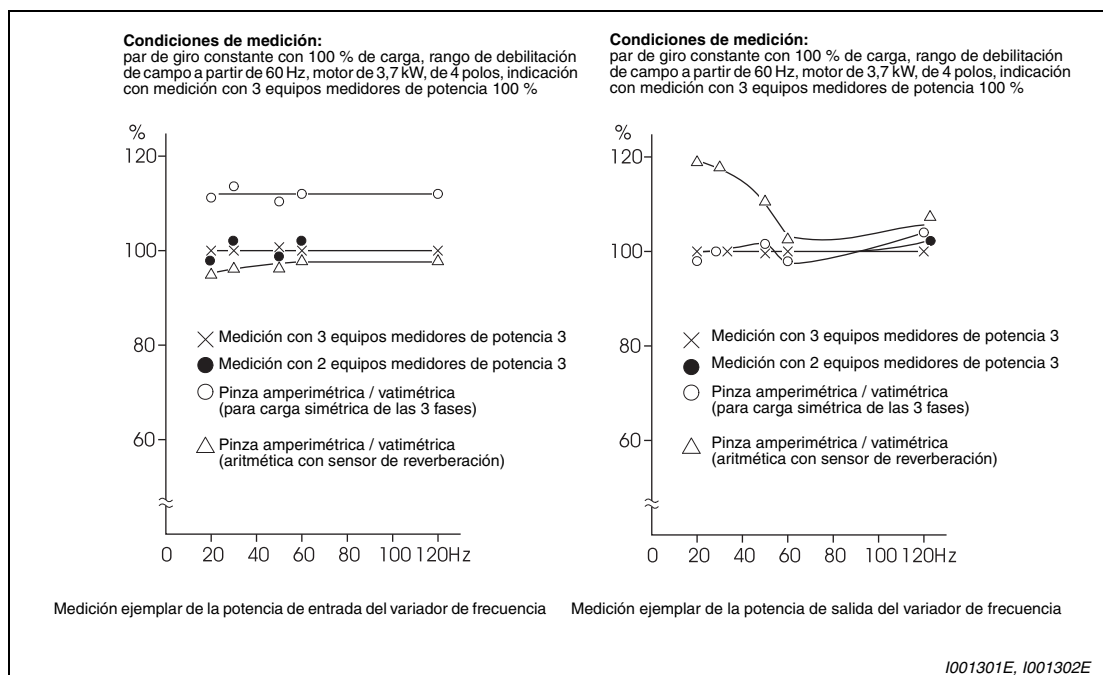 Condiciones de medición:
par de giro constante con 100 % de carga, rango de debilitación
de campo a partir de 60 Hz, motor de 3,7 kW, de 4 polos, indicación
con medición con 3 equipos medidores de potencia 100 %
%
120
100
80
60
Medición con 3 equipos medidores de potencia 3
Medición con 2 equipos medidores de potencia 3
Pinza amperimétrica / vatimétrica
(para carga simétrica de las 3 fases)
Pinza amperimétrica / vatimétrica
(aritmética con sensor de reverberación)
0 20 40 60 80 100 120Hz
Medición ejemplar de la potencia de entrada del variador de frecuencia
Condiciones de medición:
par de giro constante con 100 % de carga, rango de debilitación
de campo a partir de 60 Hz, motor de 3,7 kW, de 4 polos, indicación
con medición con 3 equipos medidores de potencia 100 %
%
120
100
80
60
Medición con 3 equipos medidores de potencia 3
Medición con 2 equipos medidores de potencia 3
Pinza amperimétrica / vatimétrica
(para carga simétrica de las 3 fases)
Pinza amperimétrica / vatimétrica
(aritmética con sensor de reverberación)
0 20 40 60 80 100 120Hz
Medición ejemplar de la potencia de salida del variador de frecuencia
I001301E, I001302E